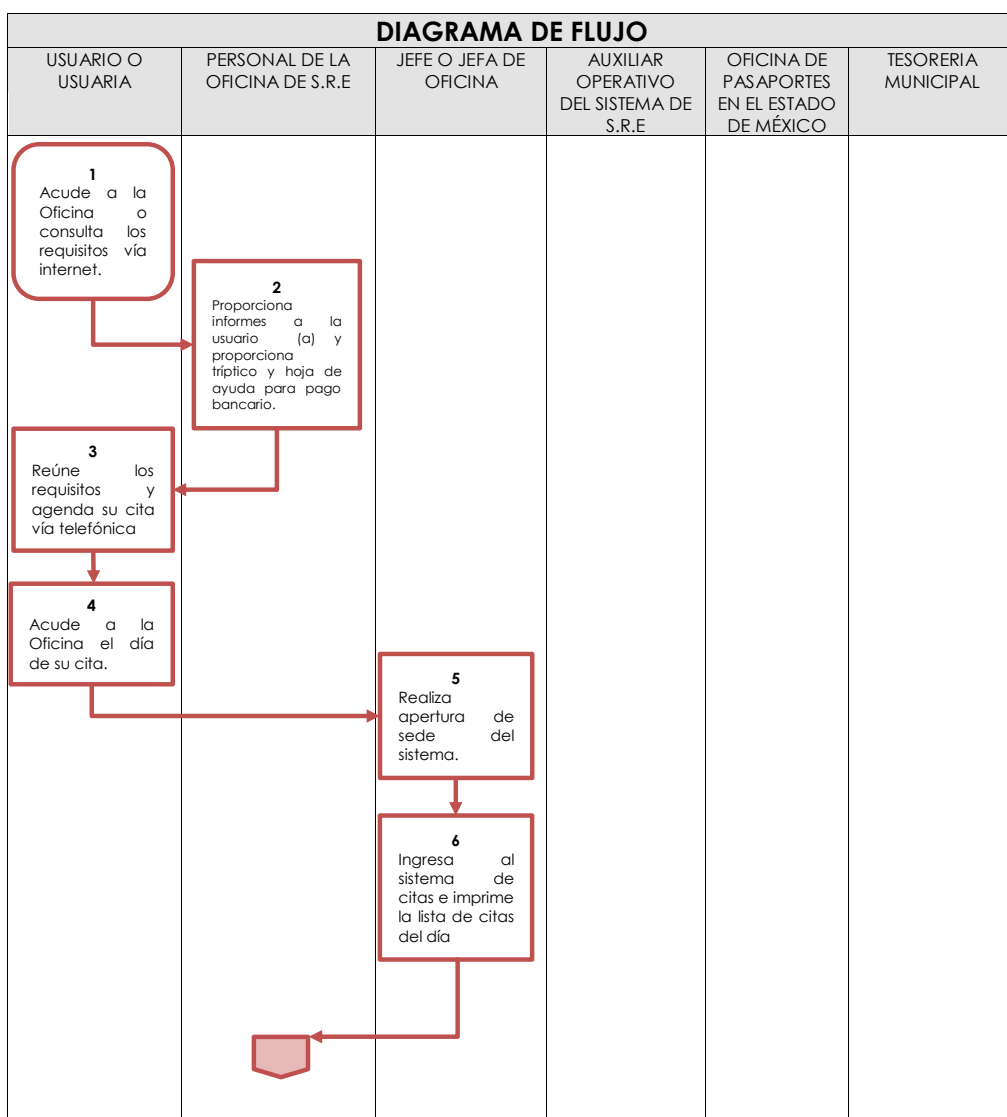 DIAGRAMA DE FLUJO
USUARIO O
USUARIA
PERSONAL DE LA
OFICINA DE S.R.E
JEFE O JEFA DE
OFICINA
AUXILIAR
OPERATIVO
DEL SISTEMA DE
S.R.E
OFICINA DE
PASAPORTES
EN EL ESTADO
DE MÉXICO
TESORERIA
MUNICIPAL
1
Acude a la
Oficina o
consulta los
requisitos vía
internet.
2
Proporciona
informes a la
usuario (a) y
proporciona
tríptico y hoja de
ayuda para pago
bancario.
3
Reúne los
requisitos y
agenda su cita
vía telefónica
4
Acude a la
Oficina el día
de su cita.
5
Realiza
apertura de
sede del
sistema.
6
Ingresa al
sistema de
citas e imprime
la lista de citas
del día